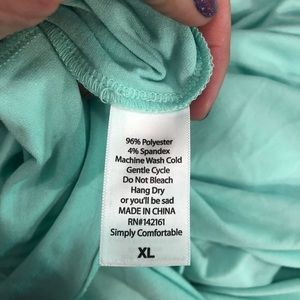 96% Polyester
4% Spandex
Machine Wash Cold
Gentle Cycle
Do Not Bleach
Hang Dry
or you'll be sad
MADE IN CHINA
RN#142161
Simply Comfortable
XL